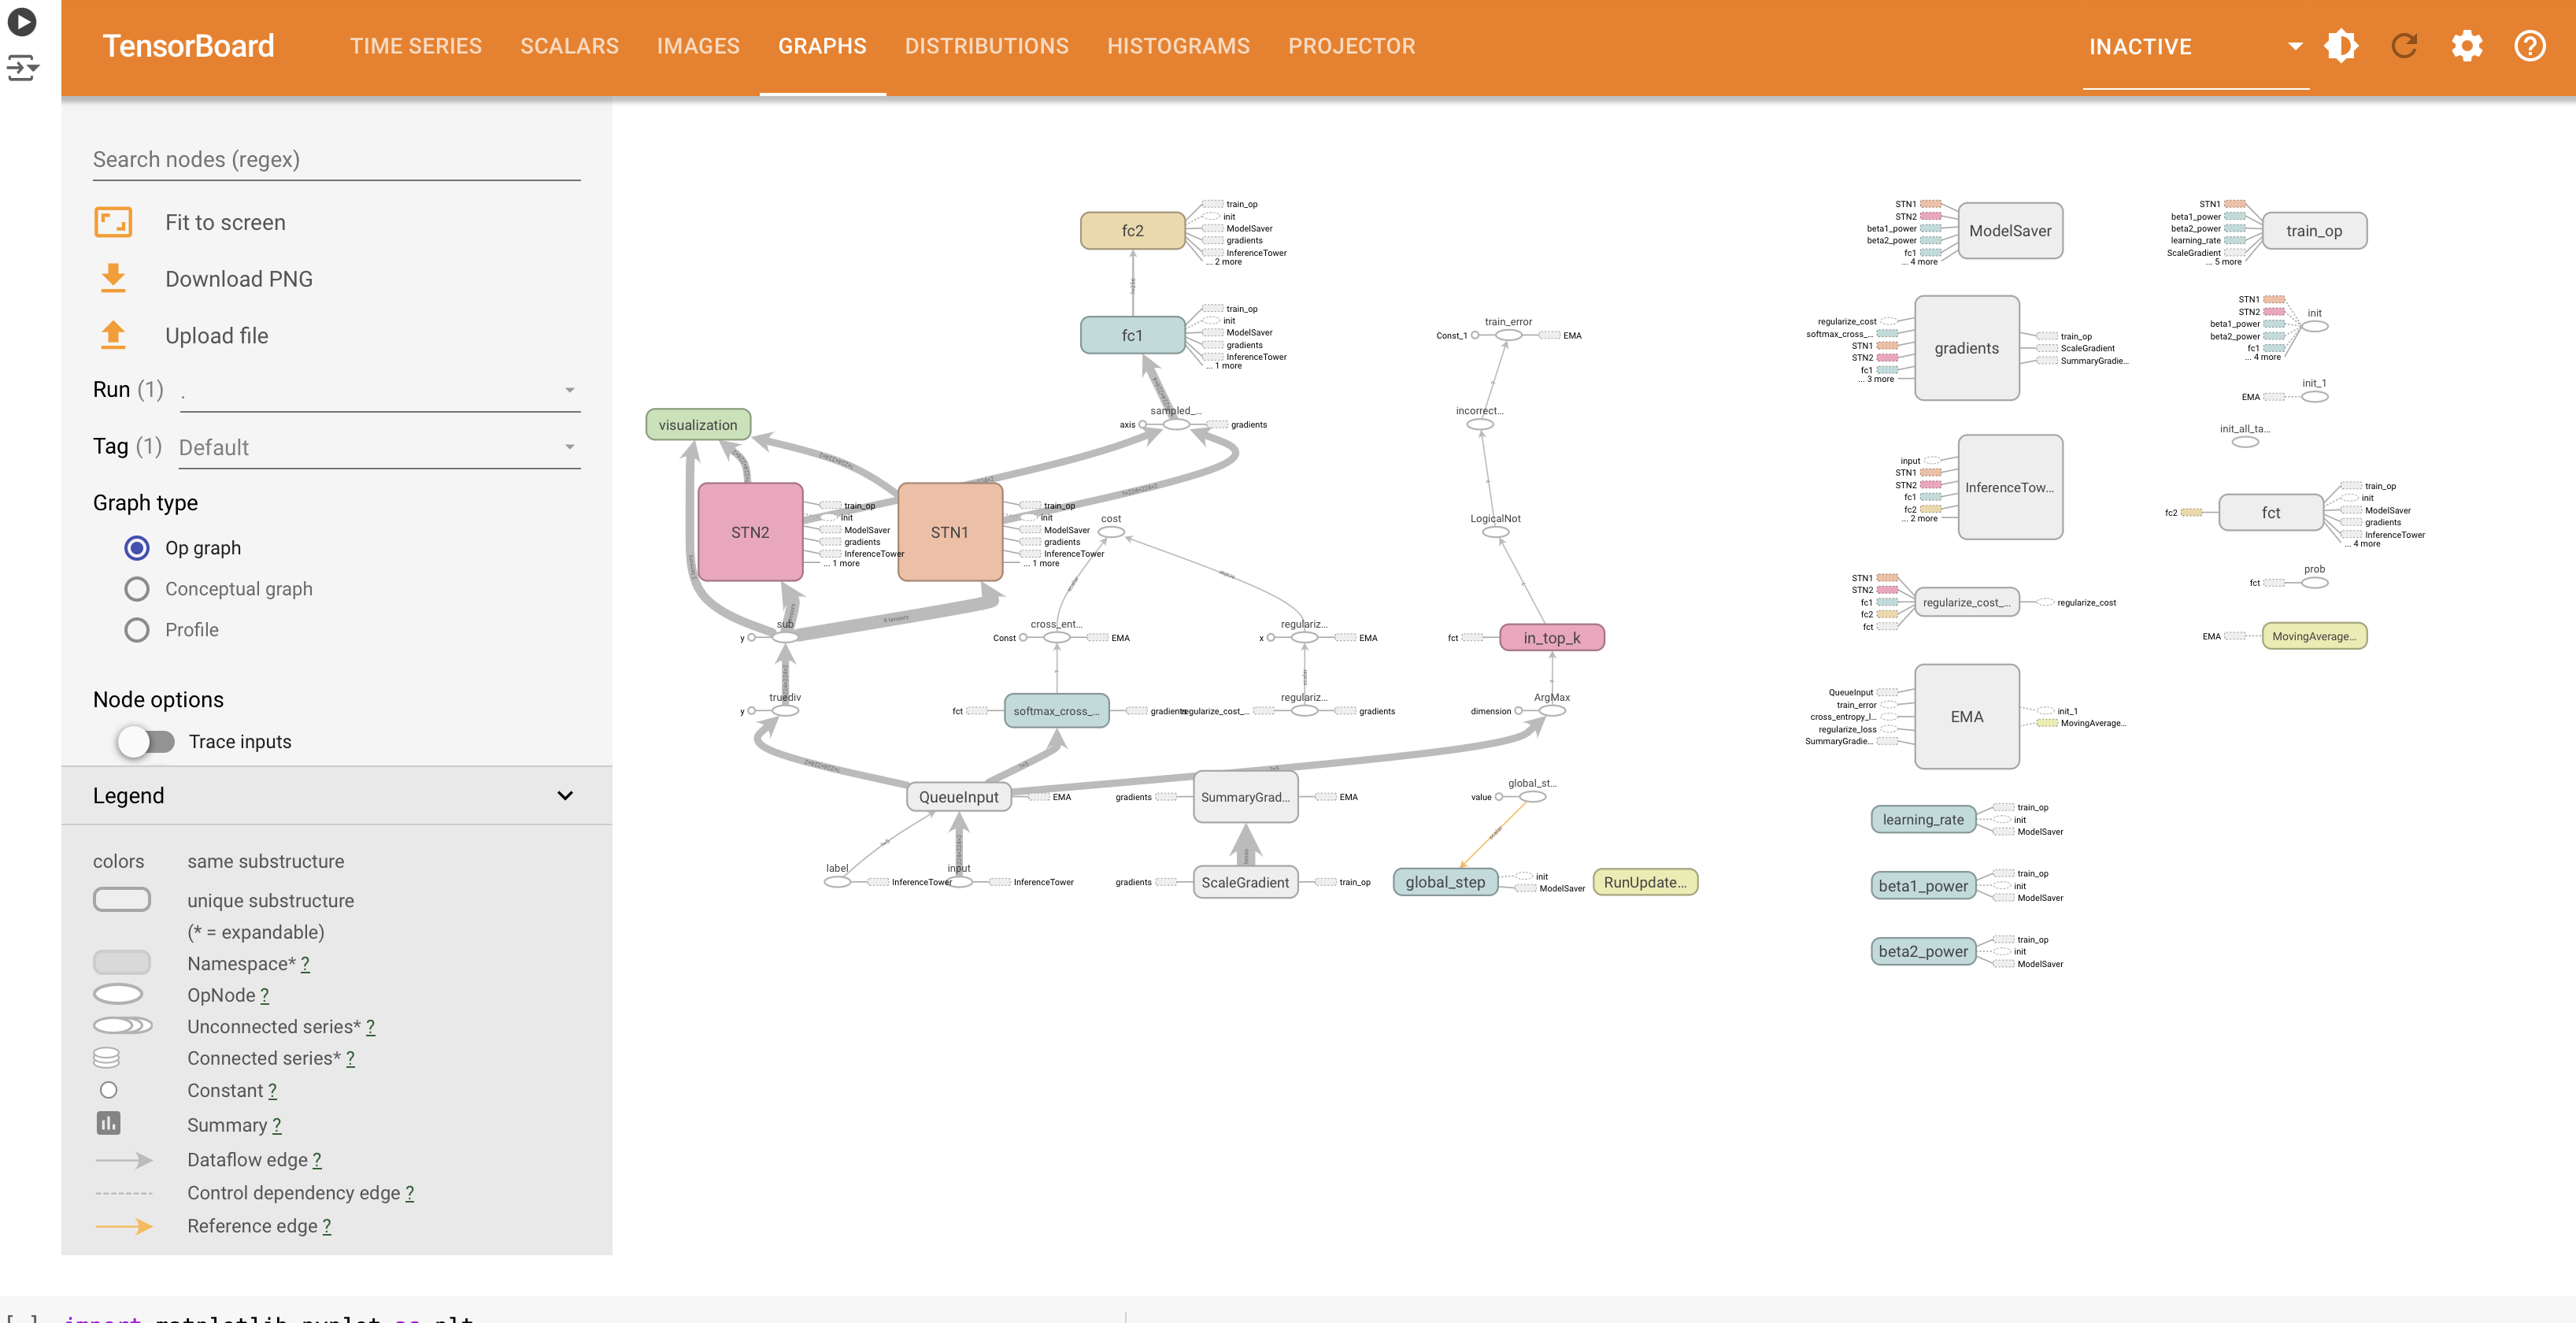 TensorBoard
TIME SERIES
SCALARS
IMAGES
GRAPHS
DISTRIBUTIONS
HISTOGRAMS
PROJECTOR
INACTIVE
Search nodes (regex)
Fit to screen
Download PNG
Upload file
Run (1)
.
Tag (1)
Default
Graph type
Op graph
Conceptual graph
Profile
Node options
Trace inputs
Legend
colors same substructure
unique substructure
(* = expandable)
Namespace* ?
OpNode ?
Unconnected series* ?
Connected series* ?
Constant ?
Summary ?
Dataflow edge ?
Control dependency edge ?
Reference edge ?
fc2
train_op
init
ModelSaver
gradients
InferenceTower
... 2 more
fc1
train_op
init
ModelSaver
gradients
InferenceTower
... 1 more
sampled_...
axis
gradients
visualization
STN2
train_op
init
ModelSaver
gradients
InferenceTower
... 1 more
STN1
train_op
init
ModelSaver
gradients
InferenceTower
... 1 more
cost
sub
y
9 tensors
truediv
y
cross_ent...
Const
EMA
regulariz...
x
EMA
scalar
softmax_cross_...
fct
gradients
regulariz...
regularize_cost_...
gradients
train_error
Const_1
EMA
incorrect...
LogicalNot
in_top_k
fct
ArgMax
dimension
QueueInput
EMA
label
InferenceTower
input
InferenceTower
SummaryGrad...
gradients
EMA
ScaleGradient
gradients
train_op
global_st...
value
scalar
global_step
init
ModelSaver
RunUpdate...
STN1
STN2
beta1_power
beta2_power
fc1
... 4 more
ModelSaver
STN1
beta1_power
beta2_power
learning_rate
ScaleGradient
... 5 more
train_op
regularize_cost
softmax_cross_...
STN1
STN2
fc1
... 3 more
gradients
train_op
ScaleGradient
SummaryGradie...
STN1
STN2
beta1_power
beta2_power
fc1
... 4 more
init
init_1
EMA
init_all_ta...
input
STN1
STN2
fc1
fc2
... 2 more
InferenceTow...
fc2
fct
train_op
init
ModelSaver
gradients
InferenceTower
... 4 more
prob
fct
STN1
STN2
fc1
fc2
fct
regularize_cost_...
regularize_cost
EMA
MovingAverage...
QueueInput
train_error
cross_entropy_l...
regularize_loss
SummaryGradie...
EMA
init_1
MovingAverage...
learning_rate
train_op
init
ModelSaver
beta1_power
train_op
init
ModelSaver
beta2_power
train_op
init
ModelSaver
[ ] import matplotlib.pyplot as plt